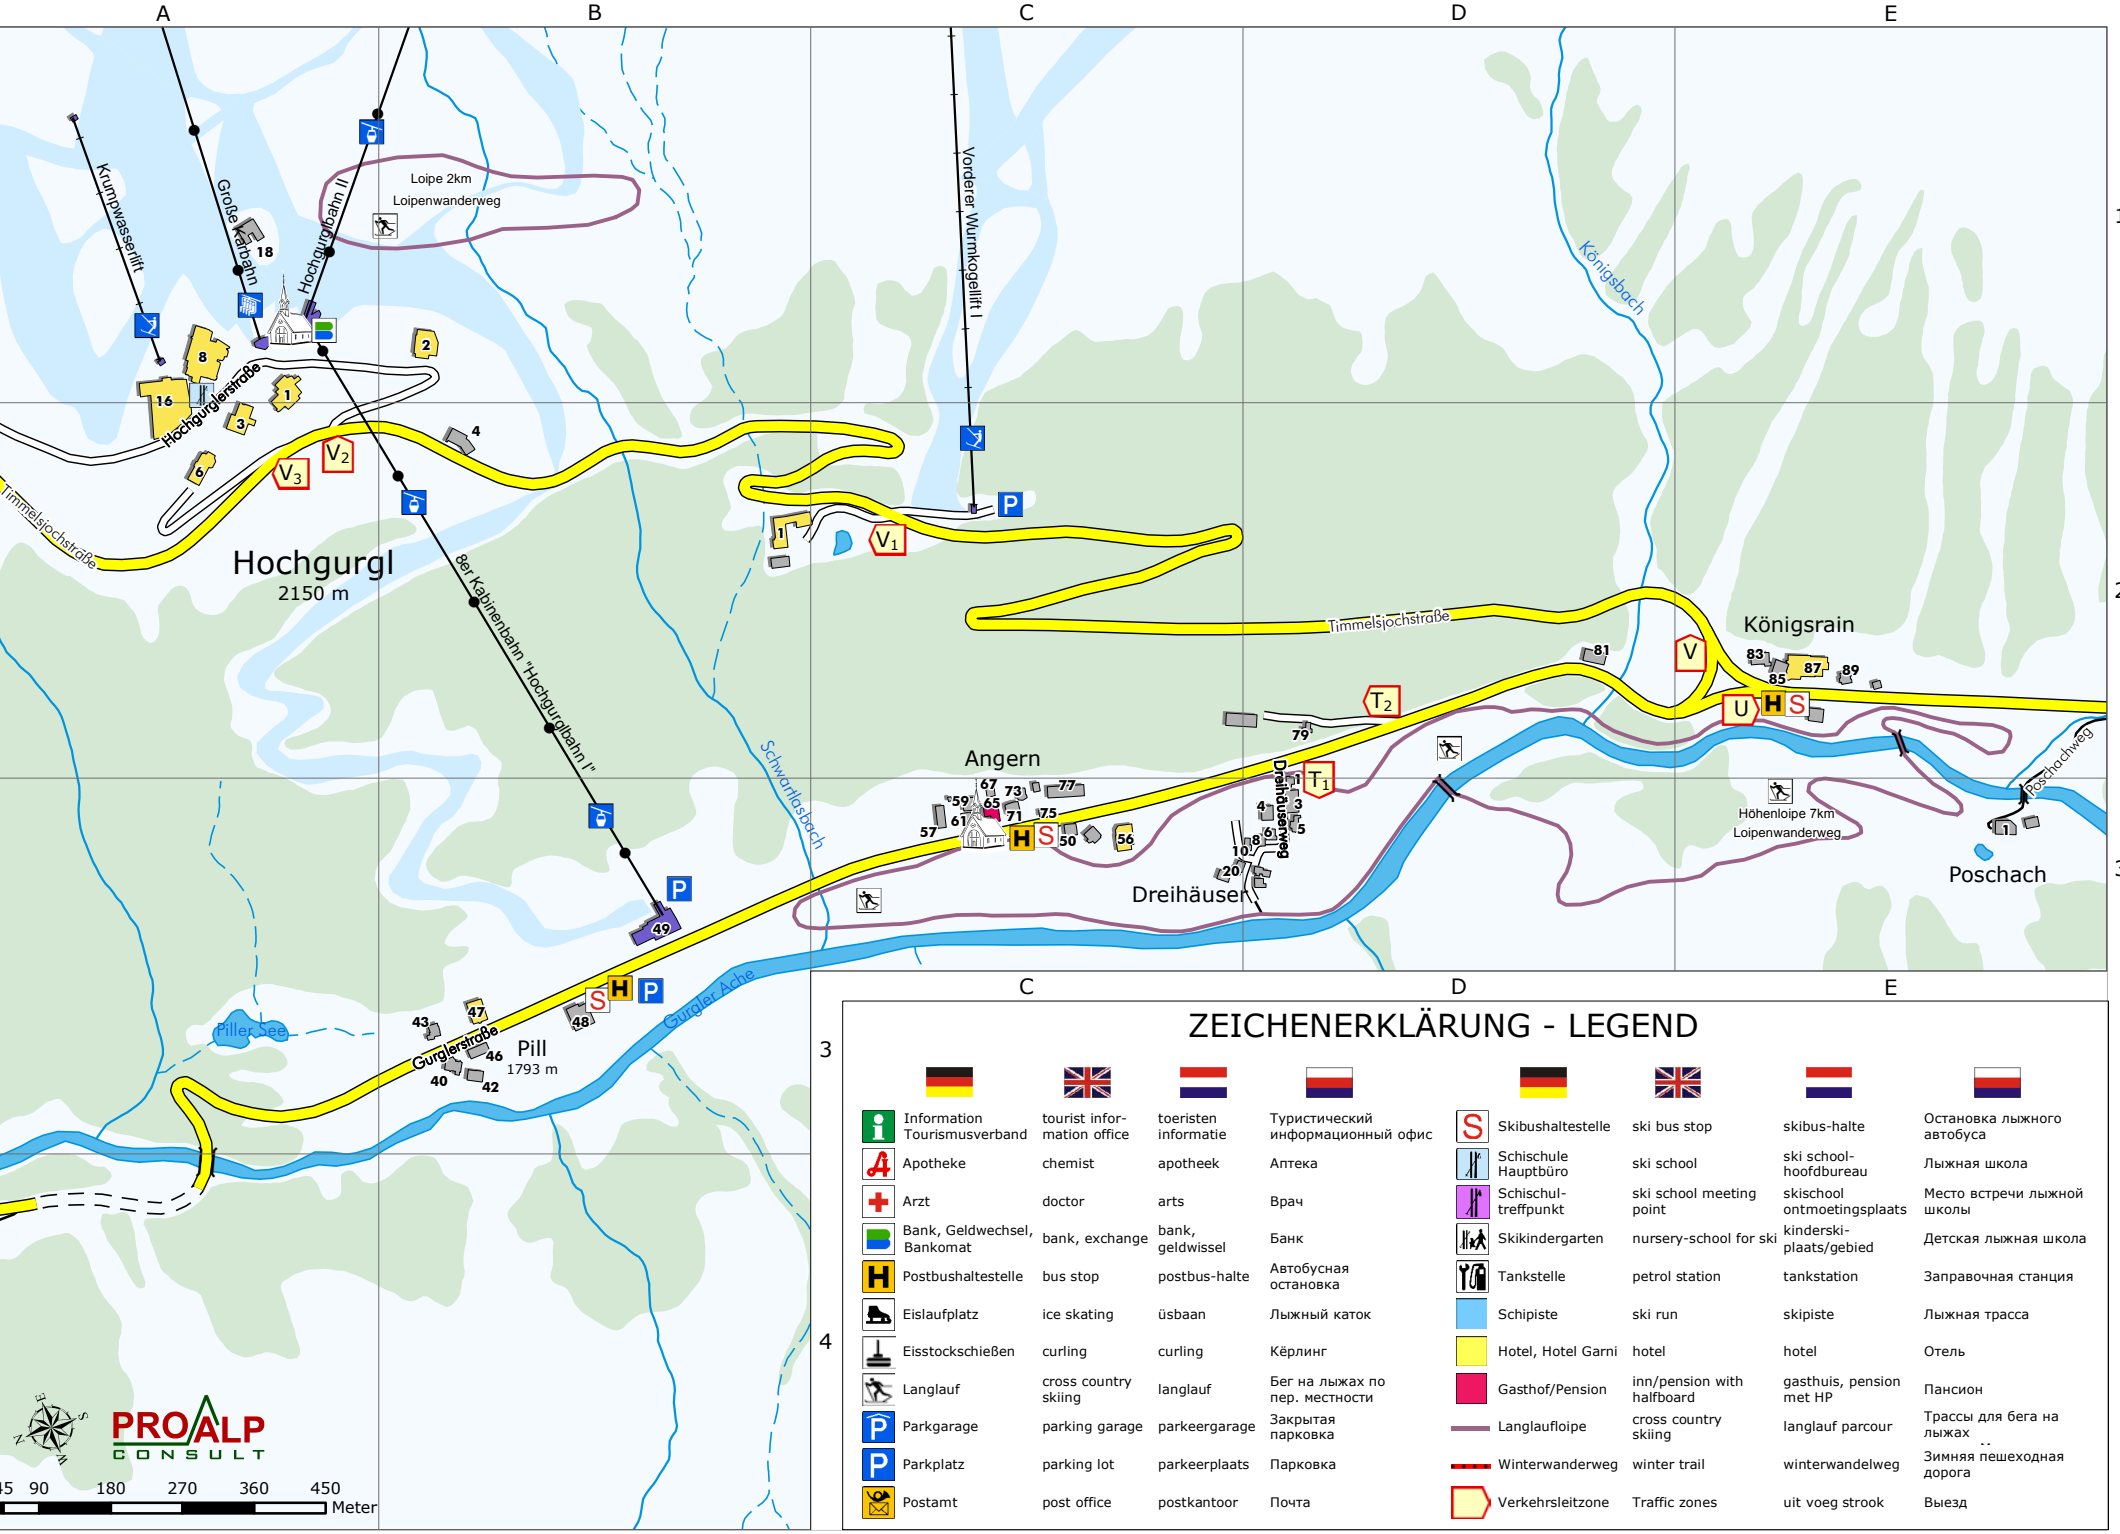 A
B
C
D
E
Loipe 2km
Loipenwanderweg
Krumpwasserlift
Große Karbahn
Hochgurglbahn II
Vorderer Wurmkogellift I
Königsbach
18
8
2
16
1
3
Hochgurglerstraße
6
4
V2
V3
Timmelsjochstraße
Hochgurgl
2150 m
8er Kabinenbahn "Hochgurglbahn I"
1
P
V1
Timmelsjochstraße
Königsrain
81
V
83
85
87
89
U
H
S
T2
79
T1
Schwartlasbach
Angern
67
73
77
59
65
61
71
75
57
H
S
50
56
Dreihäuserweg
1
3
4
5
6
8
10
20
Dreihäuser
Höhenloipe 7km
Loipenwanderweg
Poschachweg
1
Poschach
P
49
H
S
P
48
Gurgler Ache
Piller See
43
47
Gurglerstraße
46
40
42
Pill
1793 m
C
D
E
3
4
ZEICHENERKLÄRUNG - LEGEND
Information Tourismusverband
tourist infor-mation office
toeristen informatie
Туристический информационный офис
Apotheke
chemist
apotheek
Аптека
Arzt
doctor
arts
Врач
Bank, Geldwechsel, Bankomat
bank, exchange
bank, geldwissel
Банк
H
Postbushaltestelle
bus stop
postbus-halte
Автобусная остановка
Eislaufplatz
ice skating
üsbaan
Лыжный каток
Eisstockschießen
curling
curling
Кёрлинг
Langlauf
cross country skiing
langlauf
Бег на лыжах по пер. местности
P
Parkgarage
parking garage
parkeergarage
Закрытая парковка
P
Parkplatz
parking lot
parkeerplaats
Парковка
Postamt
post office
postkantoor
Почта
S
Skibushaltestelle
ski bus stop
skibus-halte
Остановка лыжного автобуса
Schischule Hauptbüro
ski school
ski school-hoofdbureau
Лыжная школа
Schischul-treffpunkt
ski school meeting point
skischool ontmoetingsplaats
Место встречи лыжной школы
Skikindergarten
nursery-school for ski
kinderski-plaats/gebied
Детская лыжная школа
Tankstelle
petrol station
tankstation
Заправочная станция
Schipiste
ski run
skipiste
Лыжная трасса
Hotel, Hotel Garni
hotel
hotel
Отель
Gasthof/Pension
inn/pension with halfboard
gasthuis, pension met HP
Пансион
Langlaufloipe
cross country skiing
langlauf parcour
Трассы для бега на лыжах
Winterwanderweg
winter trail
winterwandelweg
Зимняя пешеходная дорога
Verkehrsleitzone
Traffic zones
uit voeg strook
Выезд
E
S
N
W
PROALP
CONSULT
45 90 180 270 360 450
Meter